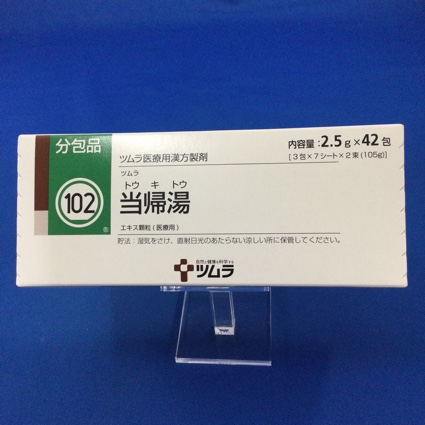 分包品
102
®
ツムラ医療用漢方製剤
ツムラ
トウ キ トウ
当帰湯
エキス顆粒(医療用)
貯法:湿気をさけ、直射日光のあたらない涼しい所に保管してください。
内容量:2.5g×42包
[3包×7シート×2束(105g)]
自然と健康を科学する
ツムラ